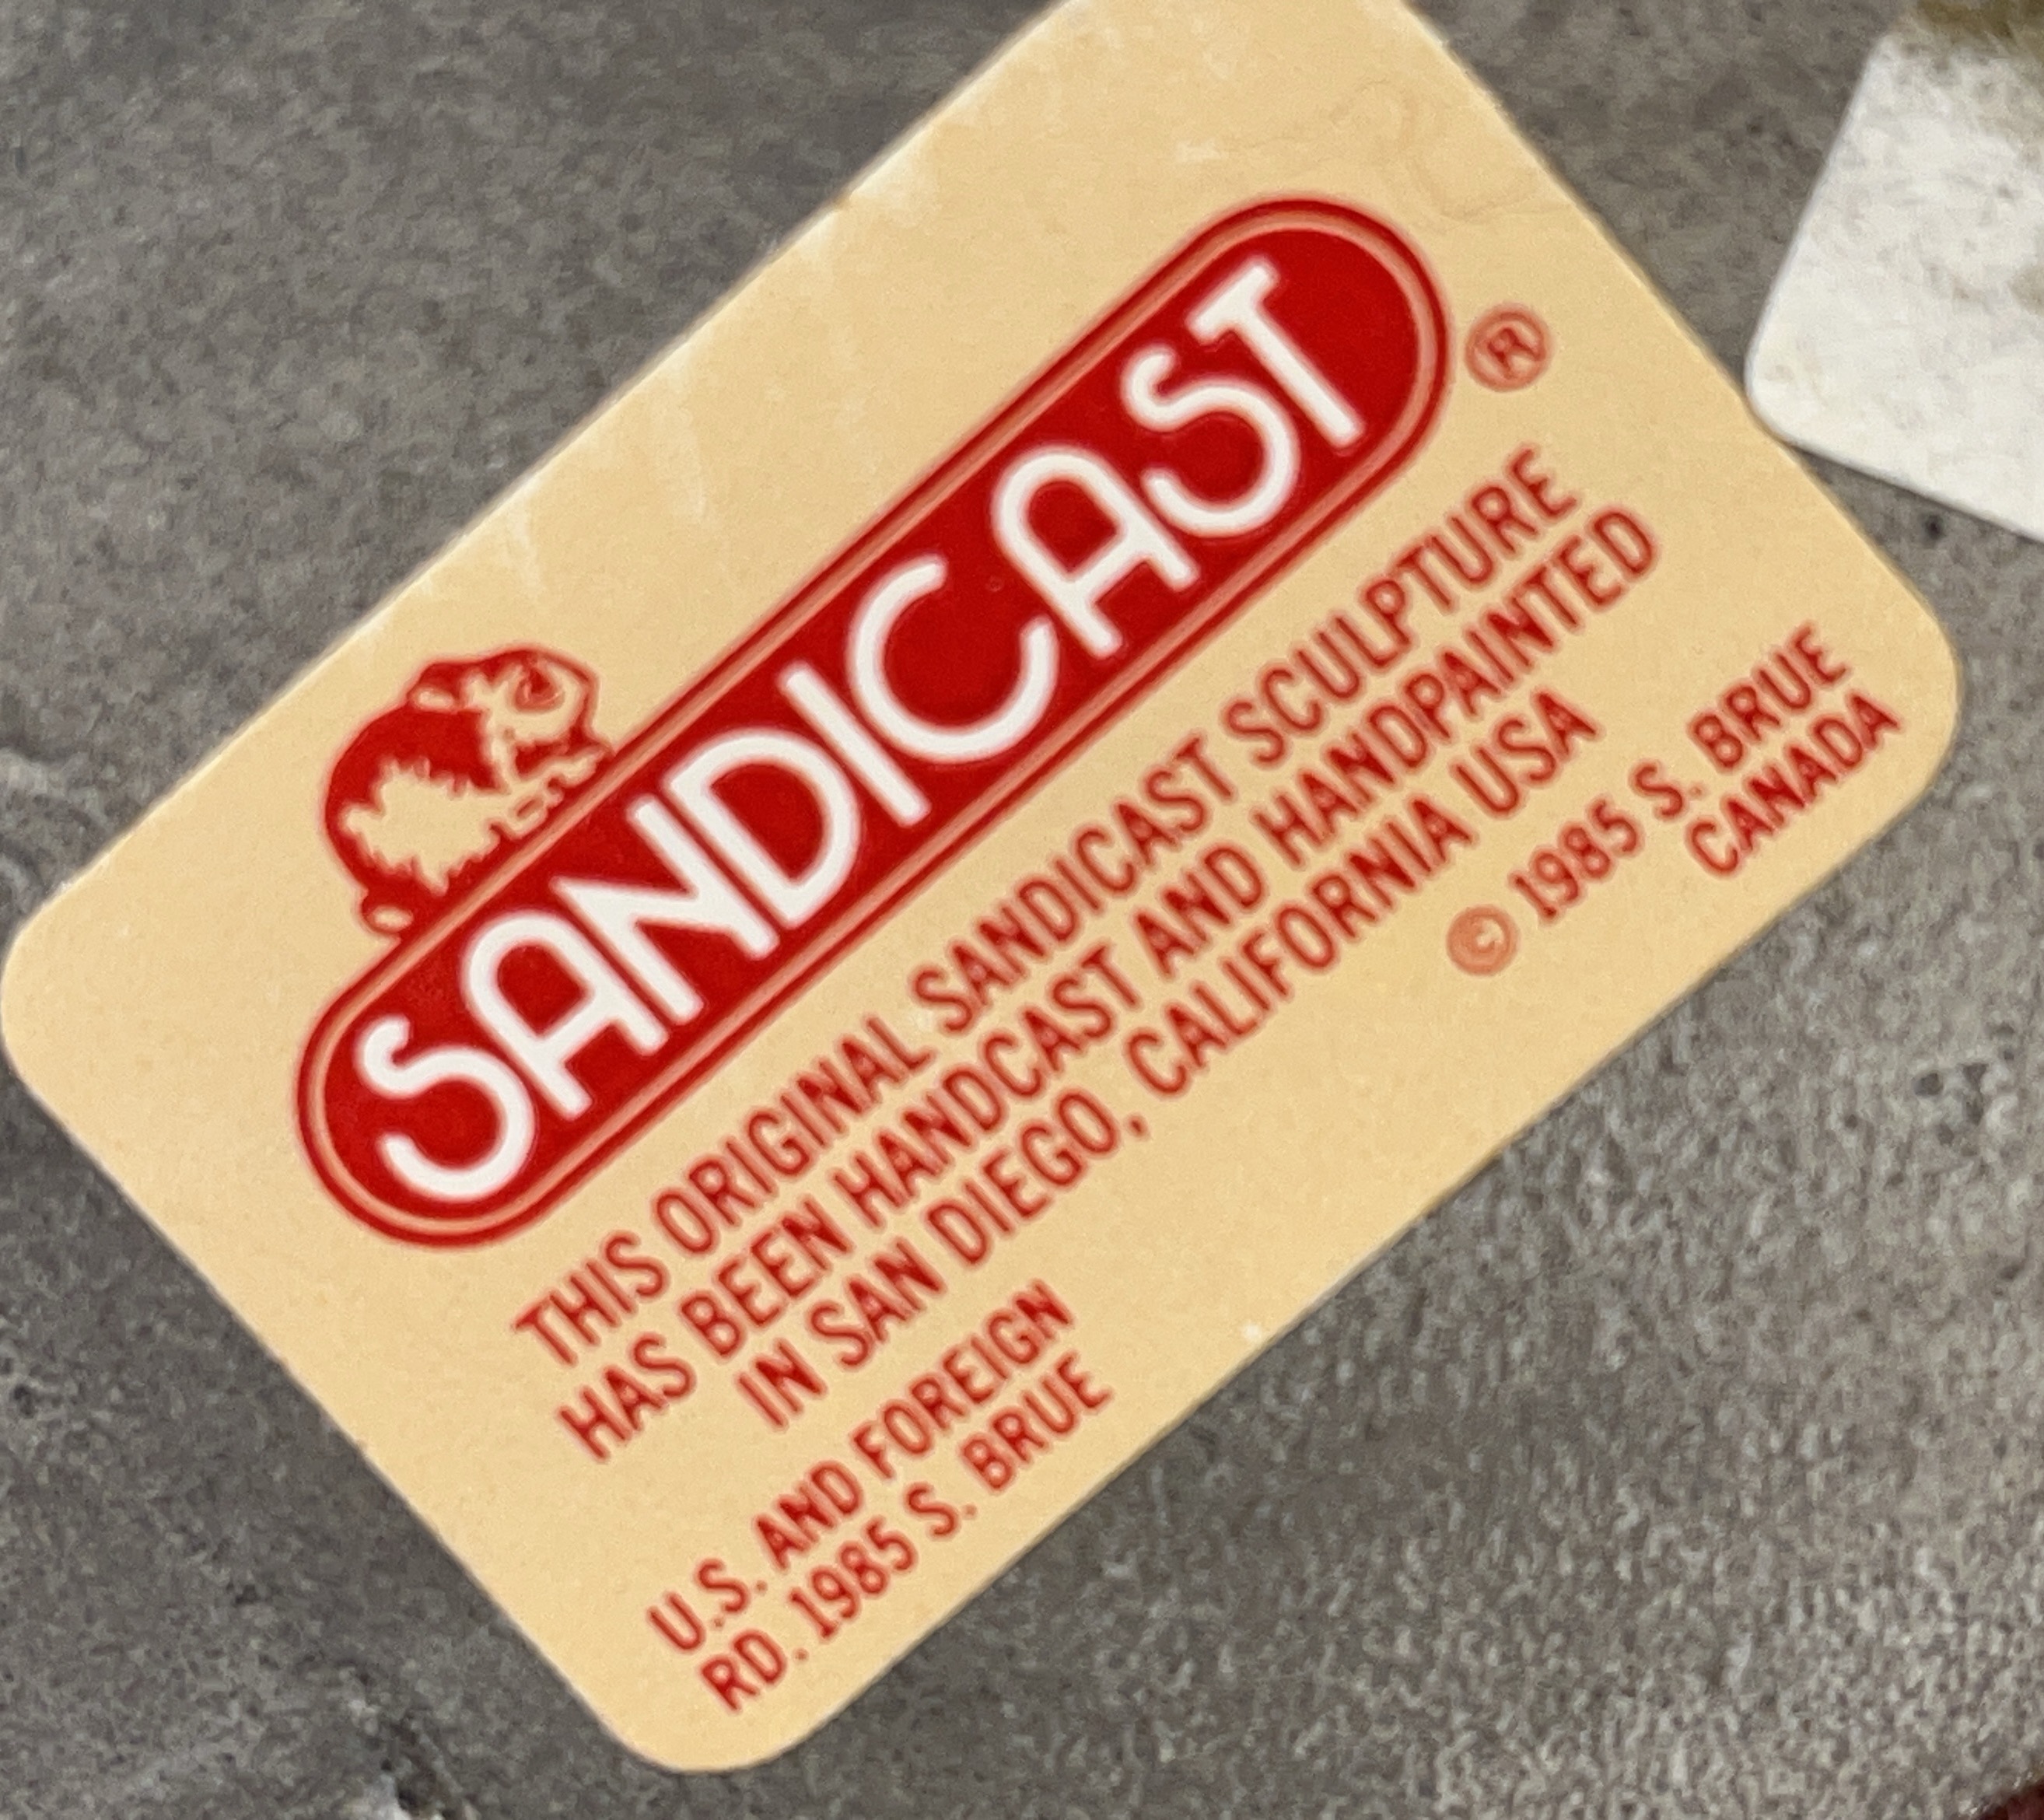 SANDICAST ®
THIS ORIGINAL SANDICAST SCULPTURE
HAS BEEN HANDCAST AND HANDPAINTED
IN SAN DIEGO, CALIFORNIA USA
U.S. AND FOREIGN
RD. 1985 S. BRUE
© 1985 S. BRUE
CANADA